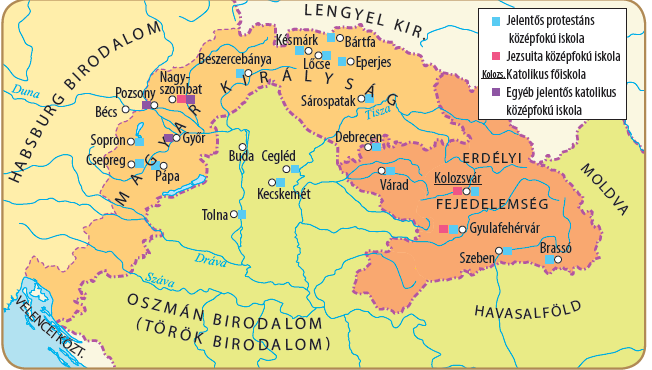 LENGYEL KIR.
HABSBURG BIRODALOM
MAGYAR KIRÁLYSÁG
ERDÉLYI
FEJEDELEMSÉG
MOLDVA
HAVASALFÖLD
OSZMÁN BIRODALOM
(TÖRÖK BIRODALOM)
VELENCEI KÖZT.
Duna
Tisza
Dráva
Száva
Késmárk
Bártfa
Lőcse
Eperjes
Beszercebánya
Nagy-
szombat
Pozsony
Bécs
Sárospatak
Sopron
Győr
Csepreg
Pápa
Buda
Cegléd
Kecskemét
Tolna
Debrecen
Várad
Kolozsvár
Gyulafehérvár
Szeben
Brassó
Jelentős protestáns
középfokú iskola
Jezsuita középfokú iskola
Kolozs. Katolikus főiskola
Egyéb jelentős katolikus
középfokú iskola